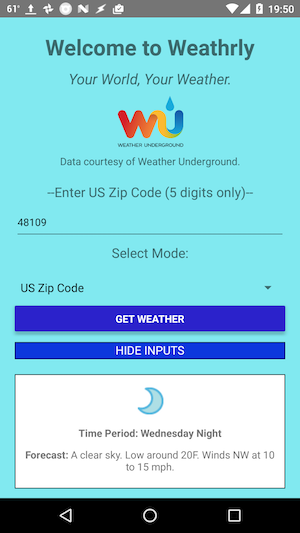 61° 19:50
Welcome to Weathrly
Your World, Your Weather.
WU
WEATHER UNDERGROUND
Data courtesy of Weather Underground.
--Enter US Zip Code (5 digits only)--
48109
Select Mode:
US Zip Code
GET WEATHER
HIDE INPUTS
Time Period: Wednesday Night
Forecast: A clear sky. Low around 20F. Winds NW at 10
to 15 mph.